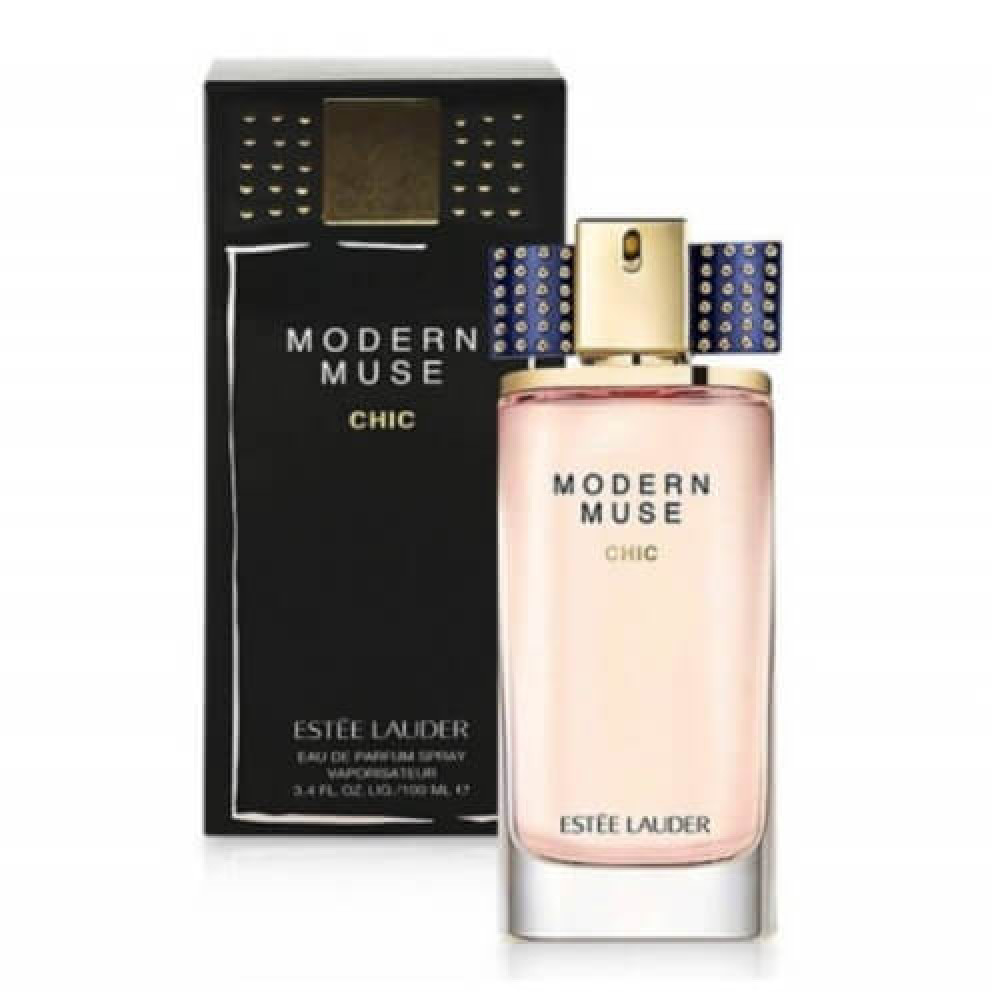 MODERN
MUSE
CHIC
ESTĒE LAUDER
EAU DE PARFUM SPRAY
VAPORISATEUR
3.4 FL. OZ. LIQ./100 ML ℮
MODERN
MUSE
CHIC
ESTĒE LAUDER